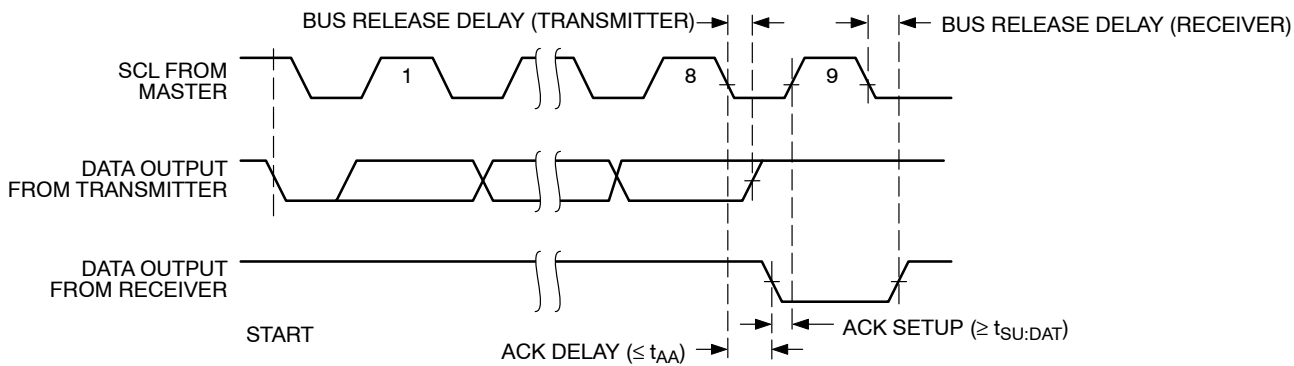 BUS RELEASE DELAY (TRANSMITTER)
BUS RELEASE DELAY (RECEIVER)
SCL FROM
MASTER
1
8
9
DATA OUTPUT
FROM TRANSMITTER
DATA OUTPUT
FROM RECEIVER
START
ACK SETUP (≥ tSU:DAT)
ACK DELAY (≤ tAA)